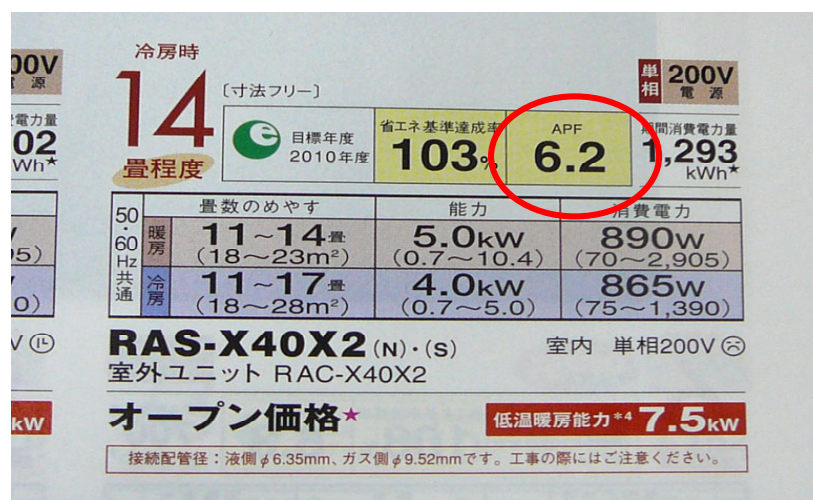 冷房時
14
畳程度
〔寸法フリー〕
目標年度
2010年度
省エネ基準達成率
103%
APF
6.2
単相 200V
電源
期間消費電力量
1,293
kWh★
00V
電源
電力量
02
Wh★
畳数のめやす 能力 消費電力
50・60Hz共通
暖房 11~14畳 5.0kW 890W
(18~23m²) (0.7~10.4) (70~2,905)
冷房 11~17畳 4.0kW 865W
(18~28m²) (0.7~5.0) (75~1,390)
RAS-X40X2(N)・(S) 室内 単相200V
室外ユニット RAC-X40X2
オープン価格★ 低温暖房能力*4 7.5kW
kW
接続配管径:液側φ6.35mm、ガス側φ9.52mmです。工事の際にはご注意ください。